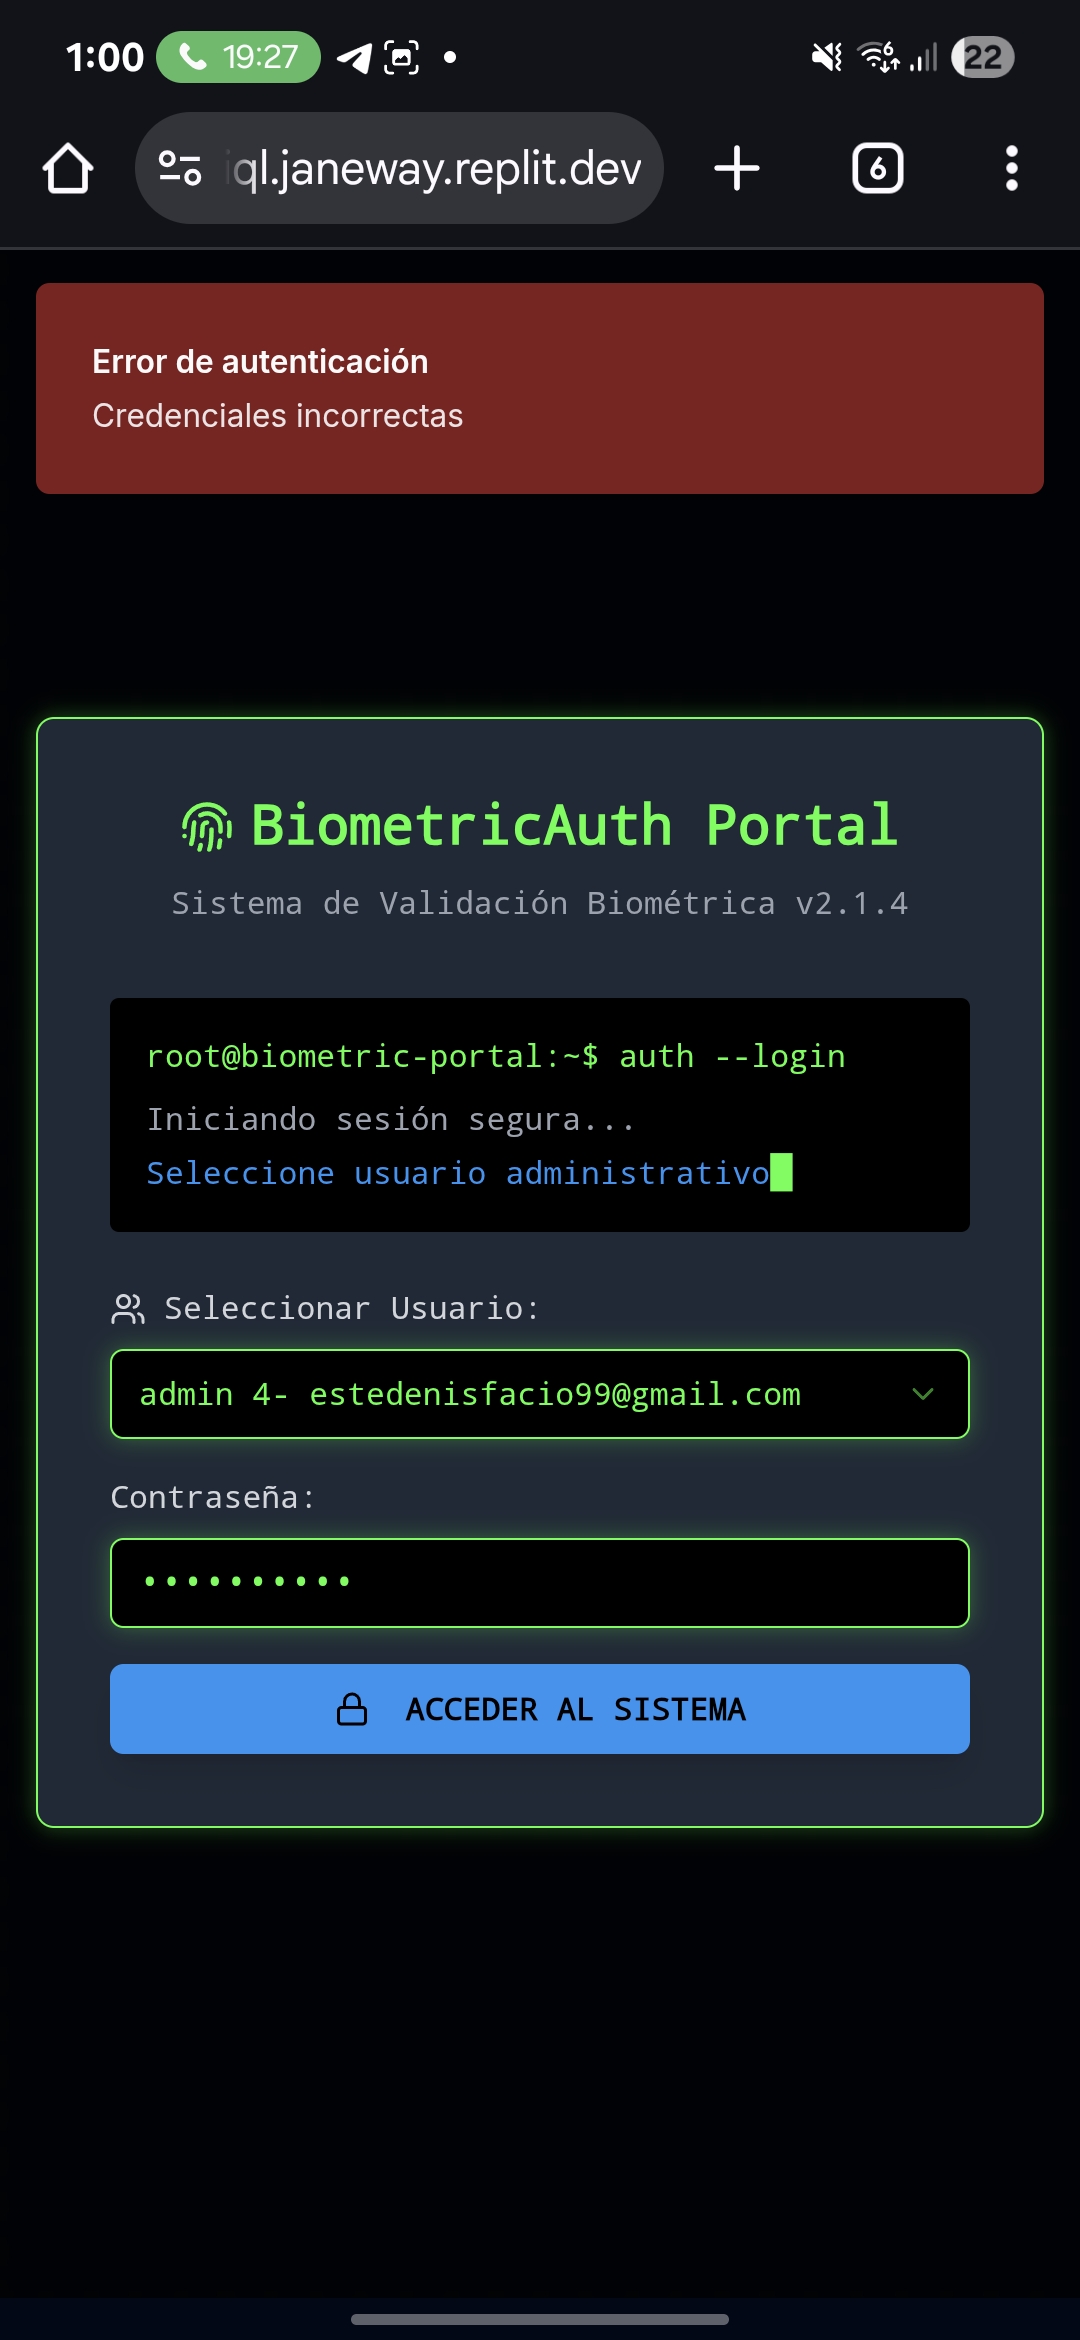 1:00 19:27 22
iql.janeway.replit.dev 6
Error de autenticación
Credenciales incorrectas
BiometricAuth Portal
Sistema de Validación Biométrica v2.1.4
root@biometric-portal:~$ auth --login
Iniciando sesión segura...
Seleccione usuario administrativo
Seleccionar Usuario:
admin 4- estedenisfacio99@gmail.com
Contraseña:
••••••••••
ACCEDER AL SISTEMA